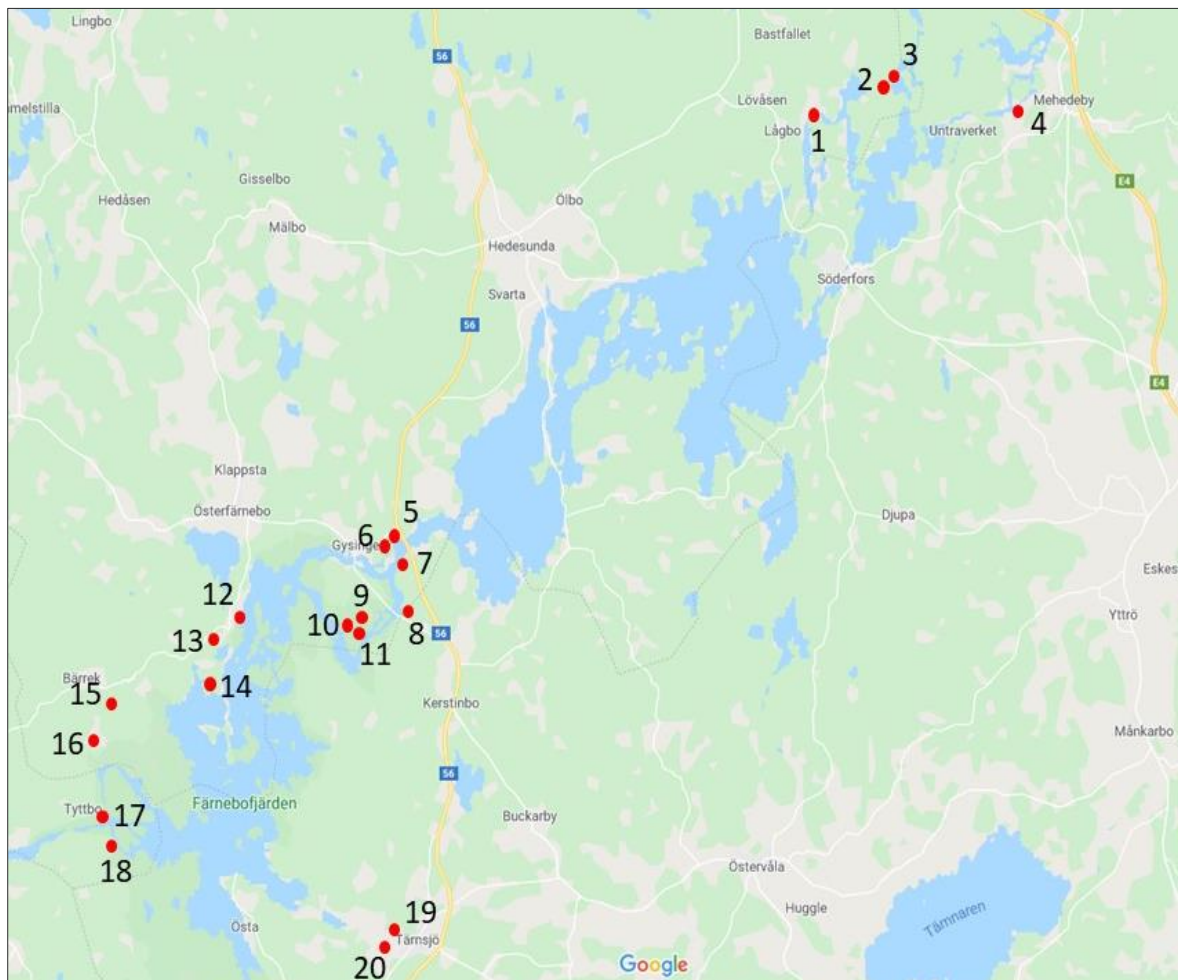 Lingbo
56
Bastfallet
3
2
mmelstilla
Lövåsen
Mehedeby
1
Lågbo
Untraverket
4
Gisselbo
E4
Hedåsen
Ölbo
Mälbo
Hedesunda
Söderfors
Svarta
56
E4
Klappsta
Österfärnebo
5
Djupa
6
Gysinge
7
Eskes
12
9
10
8
Yttrö
13
11
56
Bärrek
14
15
Kerstinbo
16
Månkarbo
56
Färnebofjärden
Tyttbo
17
Buckarby
18
Östervåla
Huggle
Tämnaren
Östa
19
Tärnsjö
20
Google